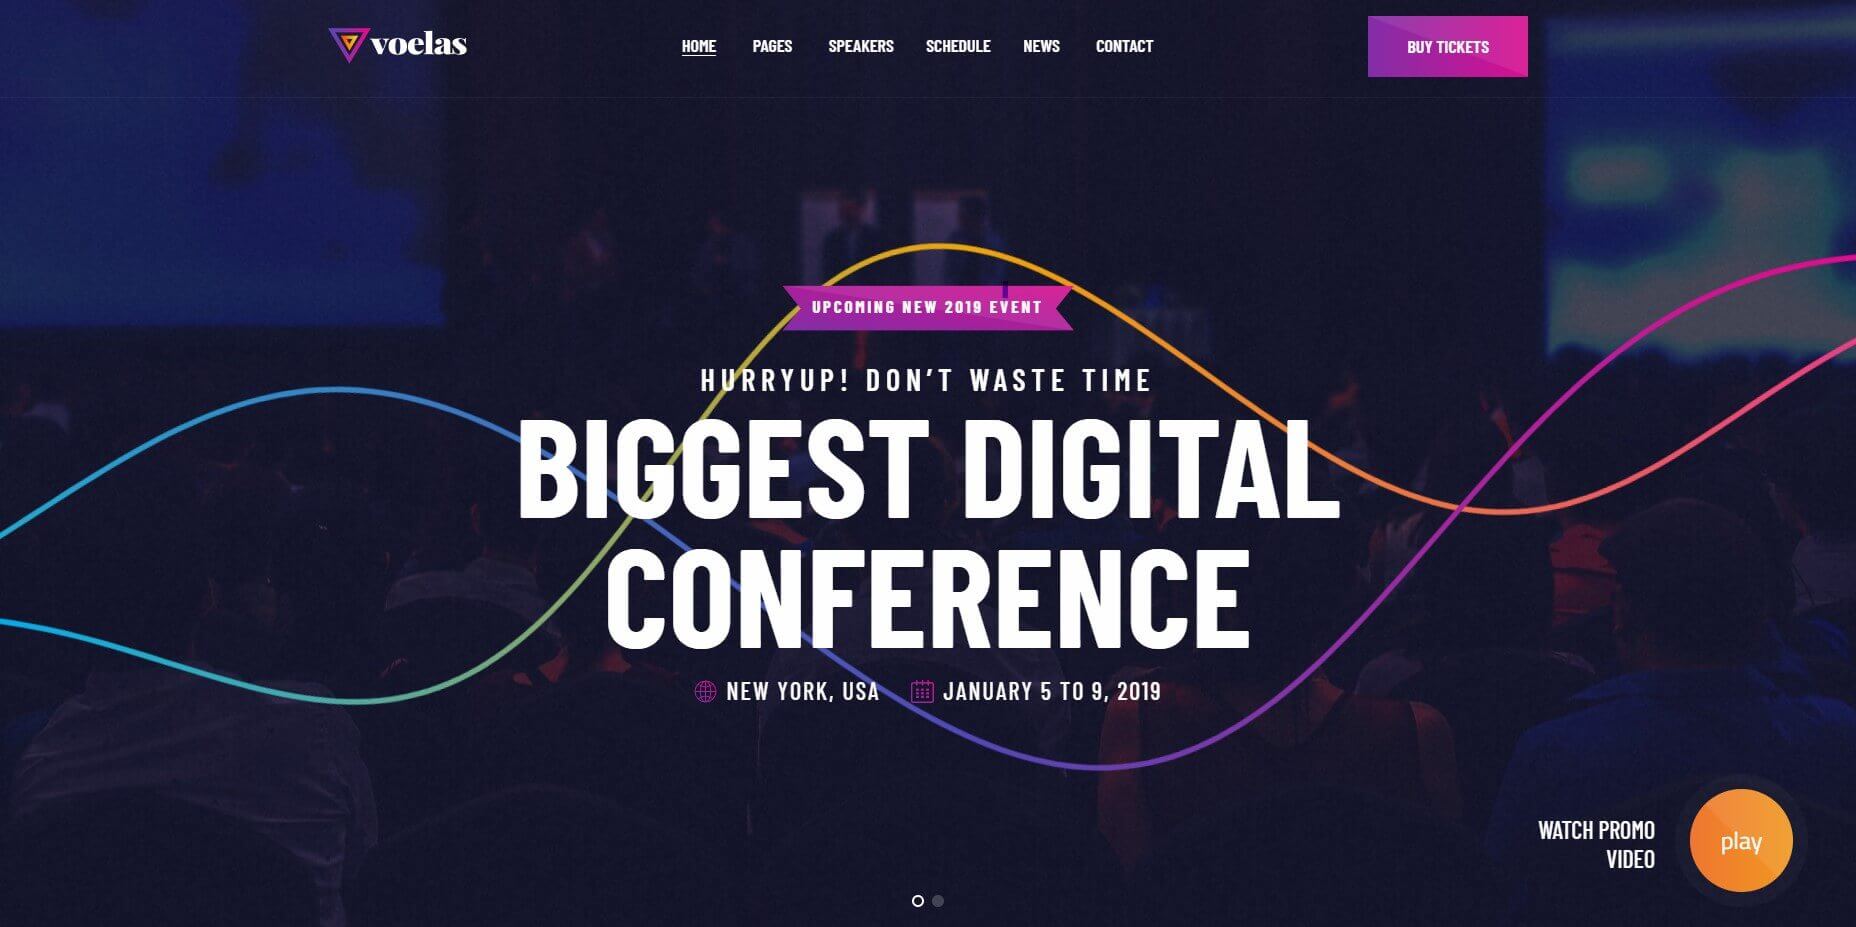 voelas
HOME PAGES SPEAKERS SCHEDULE NEWS CONTACT
BUY TICKETS
UPCOMING NEW 2019 EVENT
HURRYUP! DON'T WASTE TIME
BIGGEST DIGITAL
CONFERENCE
NEW YORK, USA JANUARY 5 TO 9, 2019
WATCH PROMO
VIDEO
play